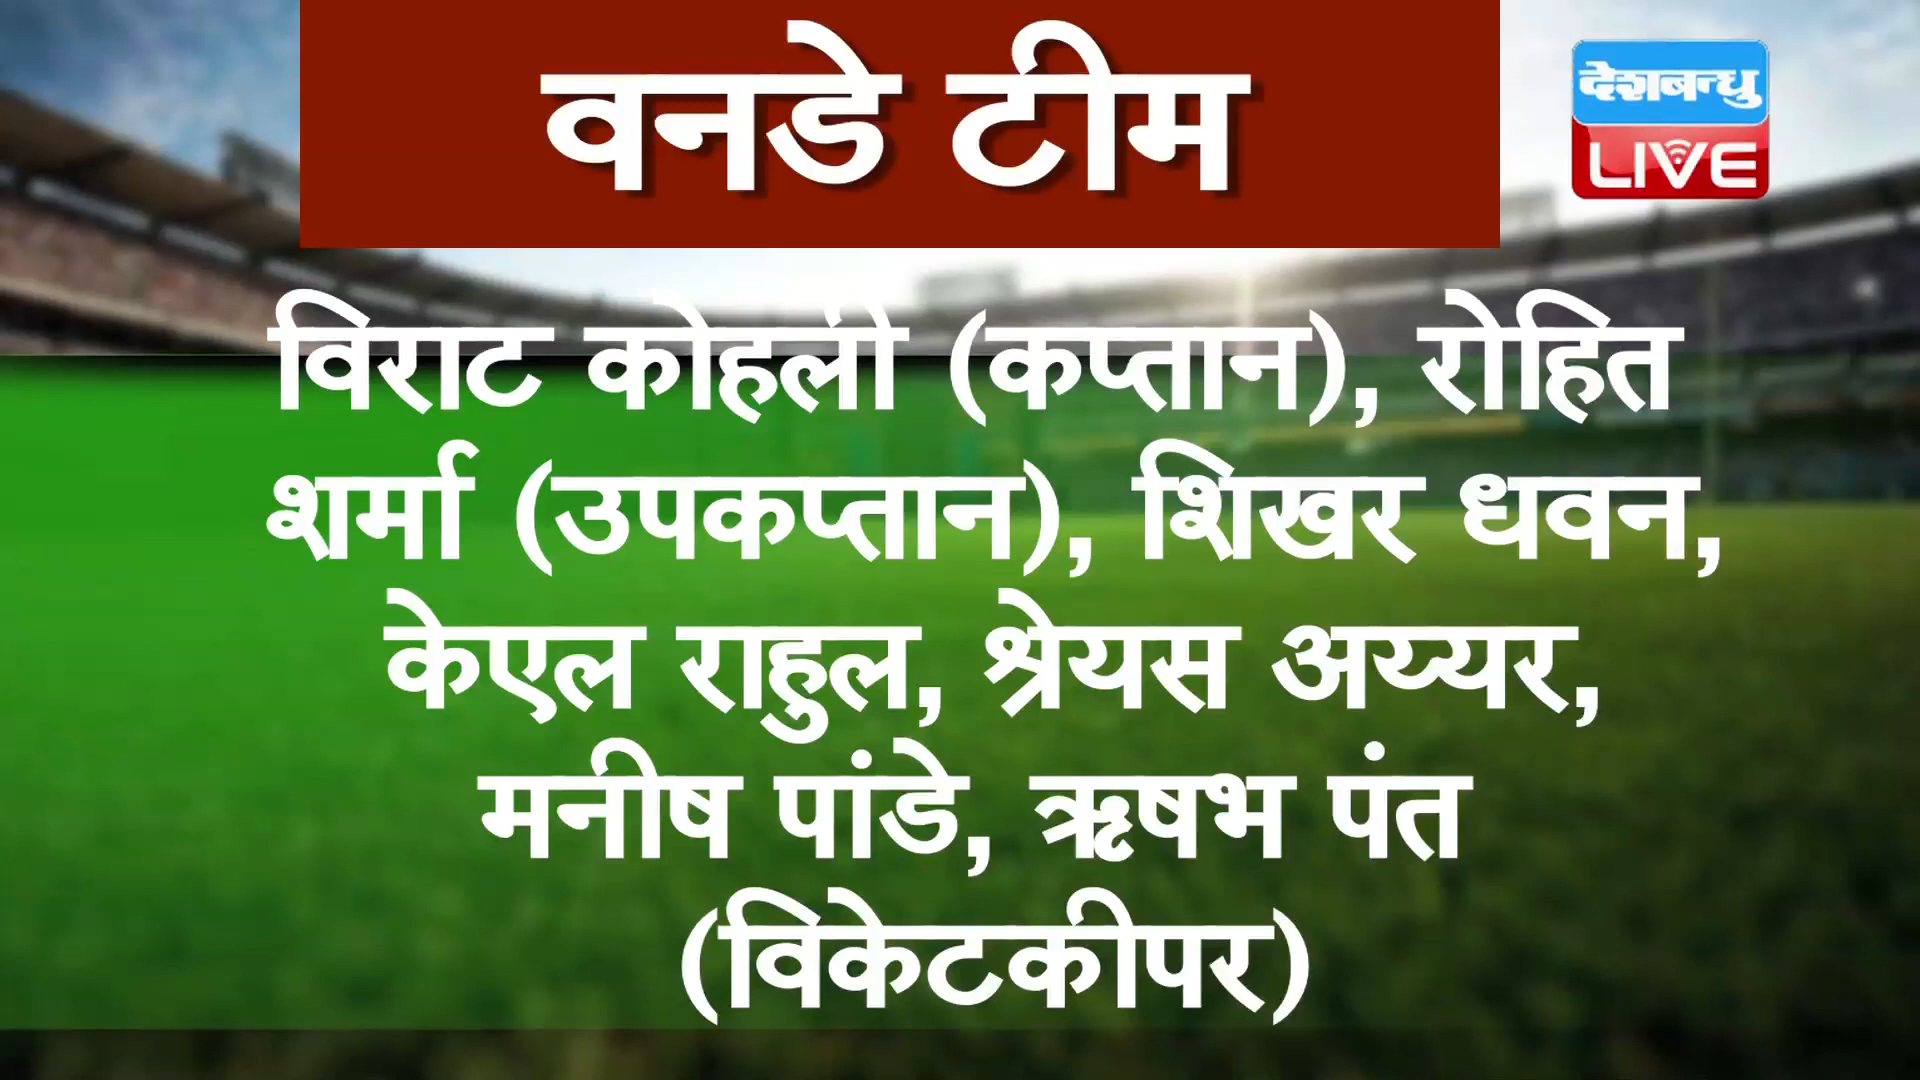 वनडे टीम
देशबन्धु
LIVE
विराट कोहली (कप्तान), रोहित
शर्मा (उपकप्तान), शिखर धवन,
केएल राहुल, श्रेयस अय्यर,
मनीष पांडे, ऋषभ पंत
(विकेटकीपर)